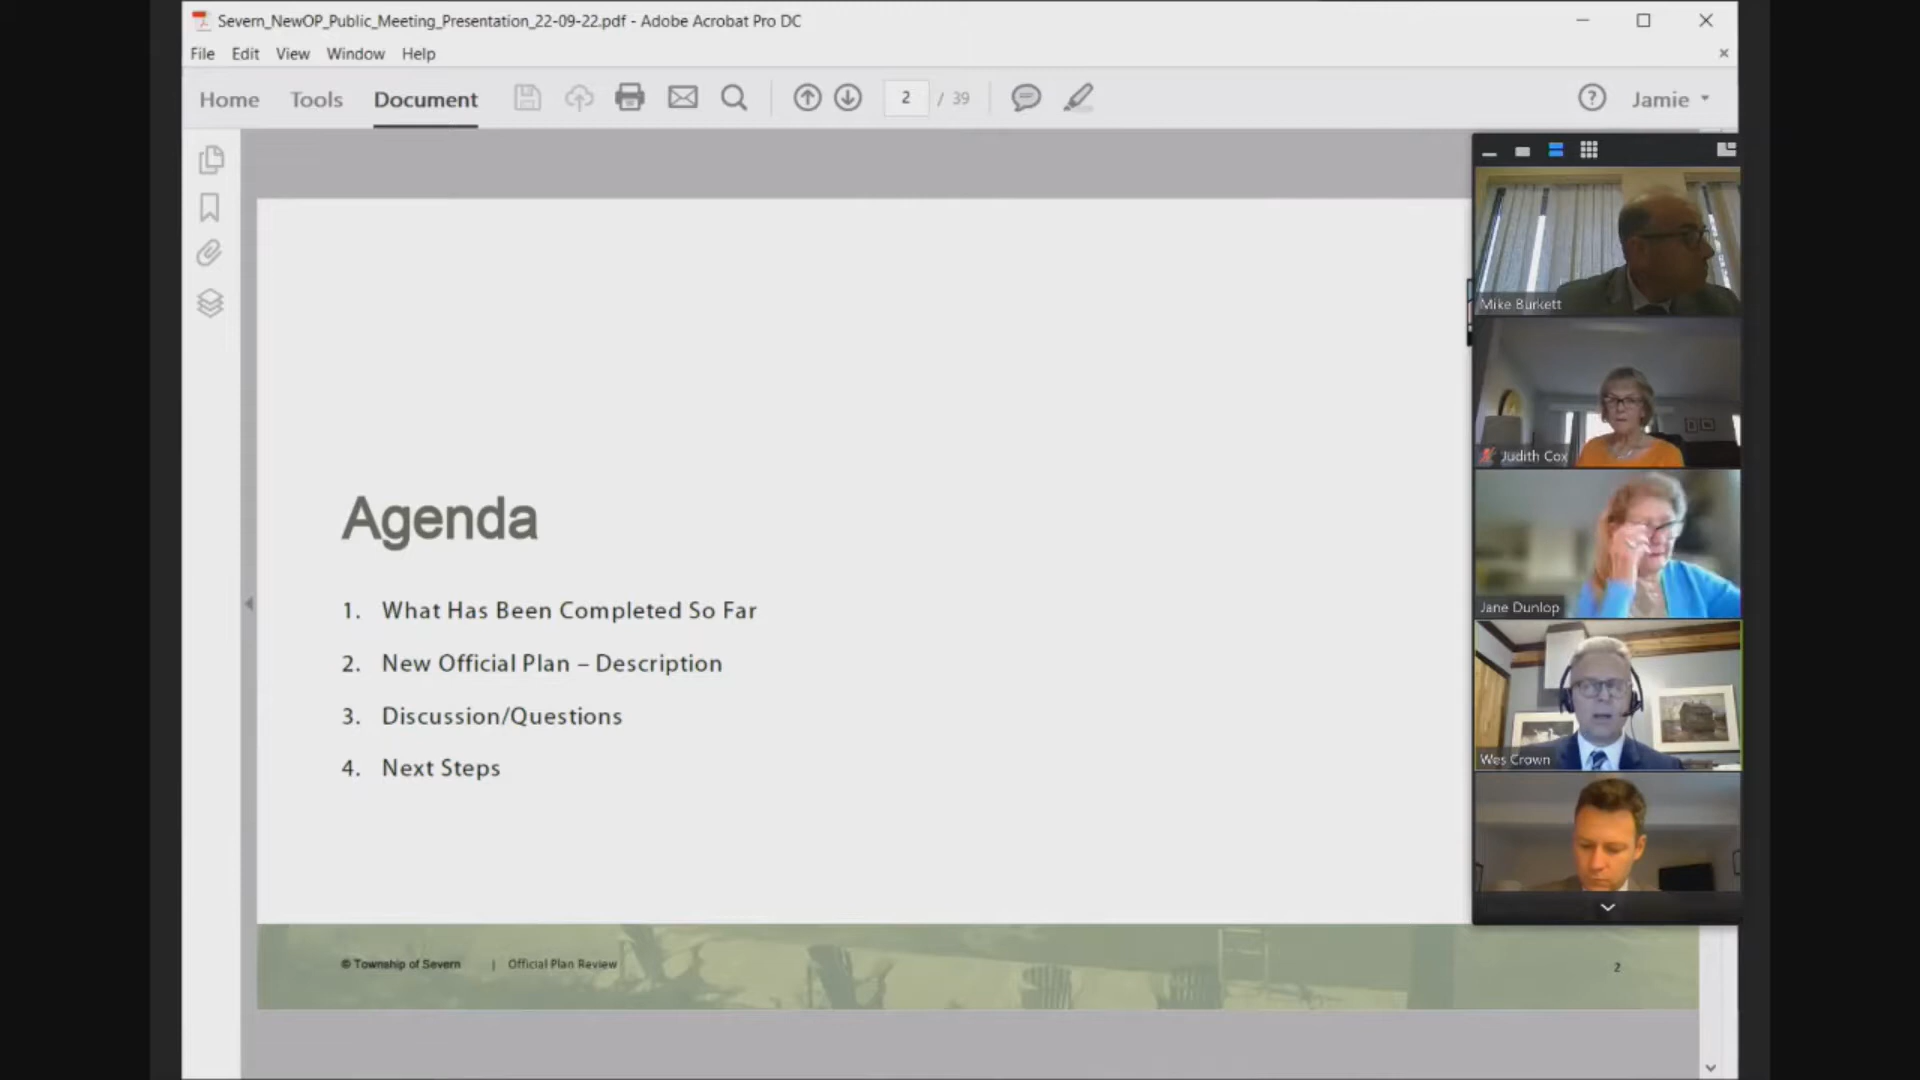 Severn_NewOP_Public_Meeting_Presentation_22-09-22.pdf - Adobe Acrobat Pro DC
File Edit View Window Help
Home Tools Document 2 / 39 Jamie
Mike Burkett
Judith Cox
Jane Dunlop
Wes Crown
Agenda
1. What Has Been Completed So Far
2. New Official Plan – Description
3. Discussion/Questions
4. Next Steps
© Township of Severn | Official Plan Review 2